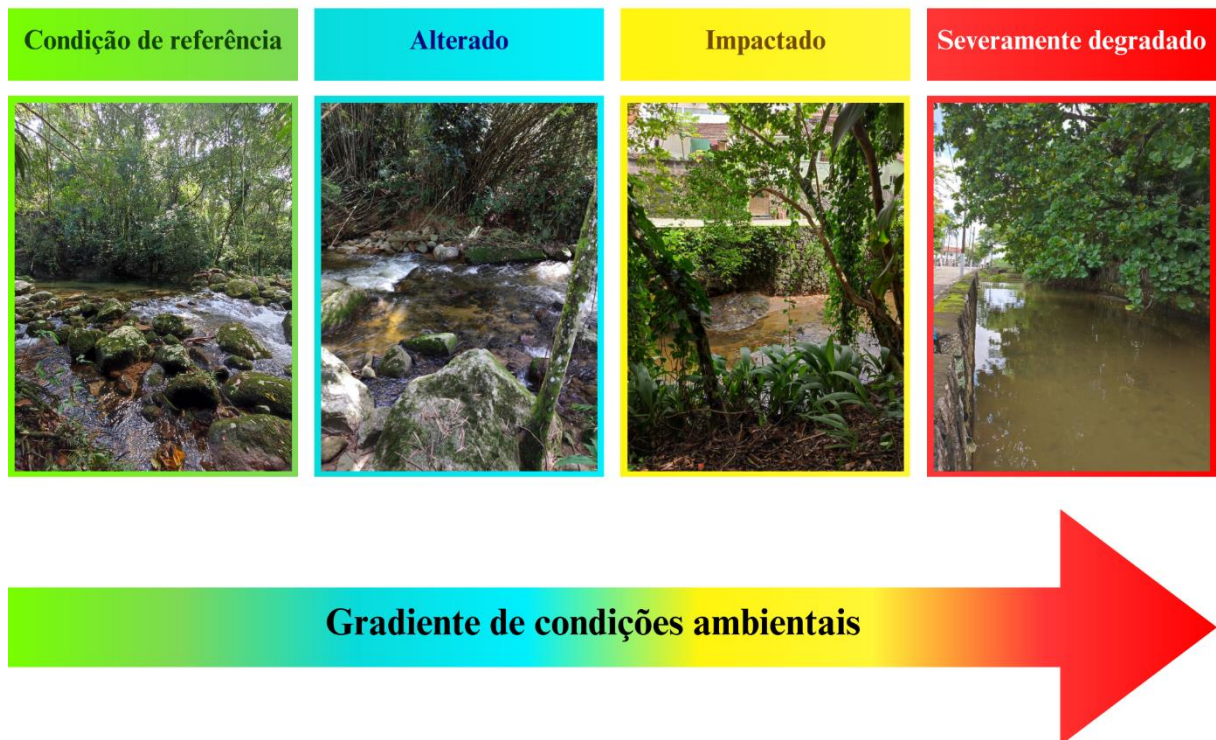 Condição de referência
Alterado
Impactado
Severamente degradado
Gradiente de condições ambientais